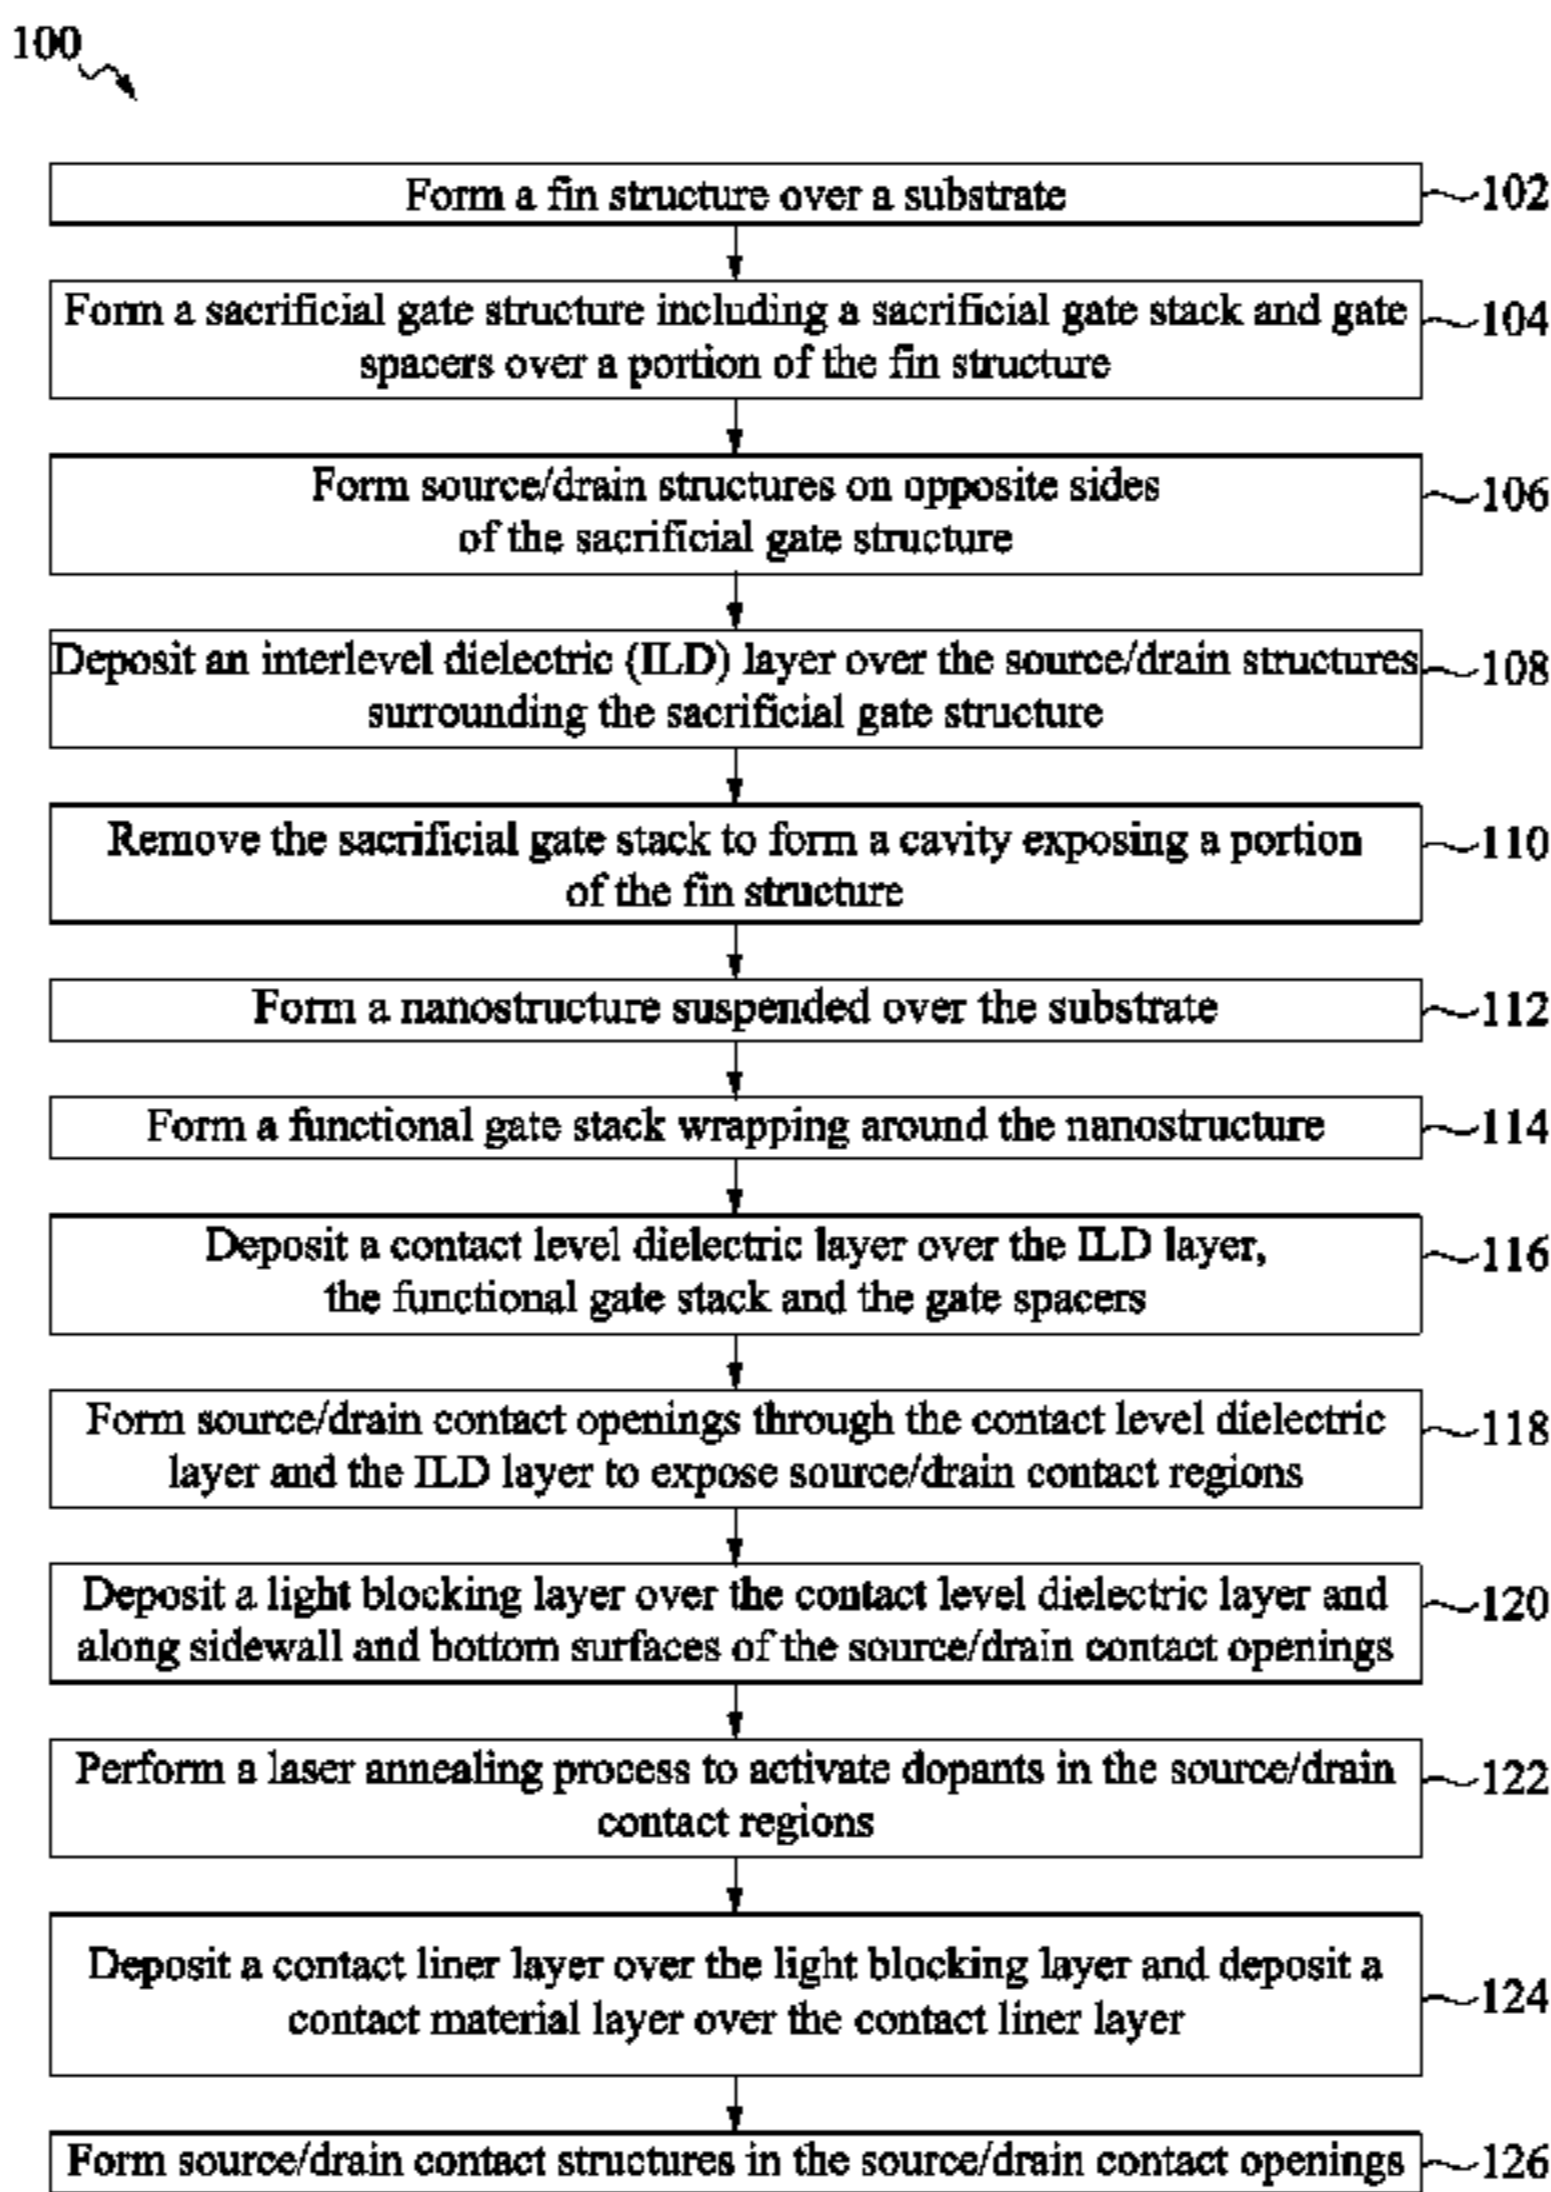 100
Form a fin structure over a substrate
102
Form a sacrificial gate structure including a sacrificial gate stack and gate
spacers over a portion of the fin structure
104
Form source/drain structures on opposite sides
of the sacrificial gate structure
106
Deposit an interlevel dielectric (ILD) layer over the source/drain structures
surrounding the sacrificial gate structure
108
Remove the sacrificial gate stack to form a cavity exposing a portion
of the fin structure
110
Form a nanostructure suspended over the substrate
112
Form a functional gate stack wrapping around the nanostructure
114
Deposit a contact level dielectric layer over the ILD layer,
the functional gate stack and the gate spacers
116
Form source/drain contact openings through the contact level dielectric
layer and the ILD layer to expose source/drain contact regions
118
Deposit a light blocking layer over the contact level dielectric layer and
along sidewall and bottom surfaces of the source/drain contact openings
120
Perform a laser annealing process to activate dopants in the source/drain
contact regions
122
Deposit a contact liner layer over the light blocking layer and deposit a
contact material layer over the contact liner layer
124
Form source/drain contact structures in the source/drain contact openings
126